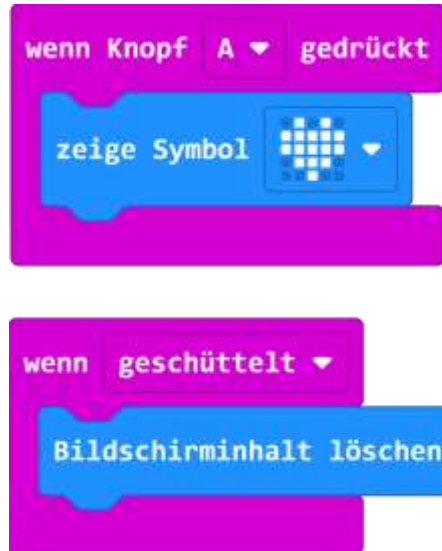 wenn Knopf A gedrückt
zeige Symbol
wenn geschüttelt
Bildschirminhalt löschen